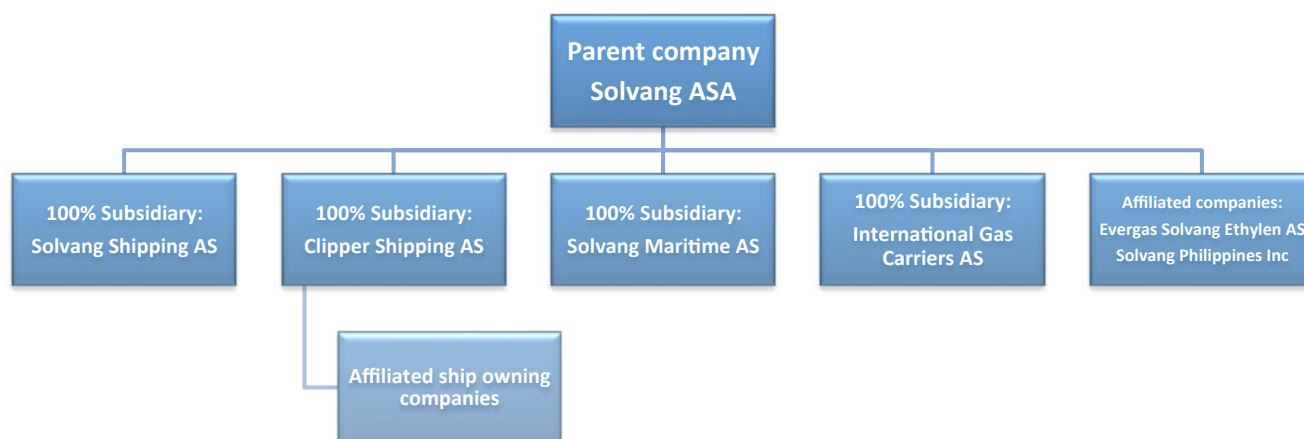 Parent company
Solvang ASA
100% Subsidiary:
Solvang Shipping AS
100% Subsidiary:
Clipper Shipping AS
100% Subsidiary:
Solvang Maritime AS
100% Subsidiary:
International Gas
Carriers AS
Affiliated companies:
Evergas Solvang Ethylen AS
Solvang Philippines Inc
Affiliated ship owning
companies